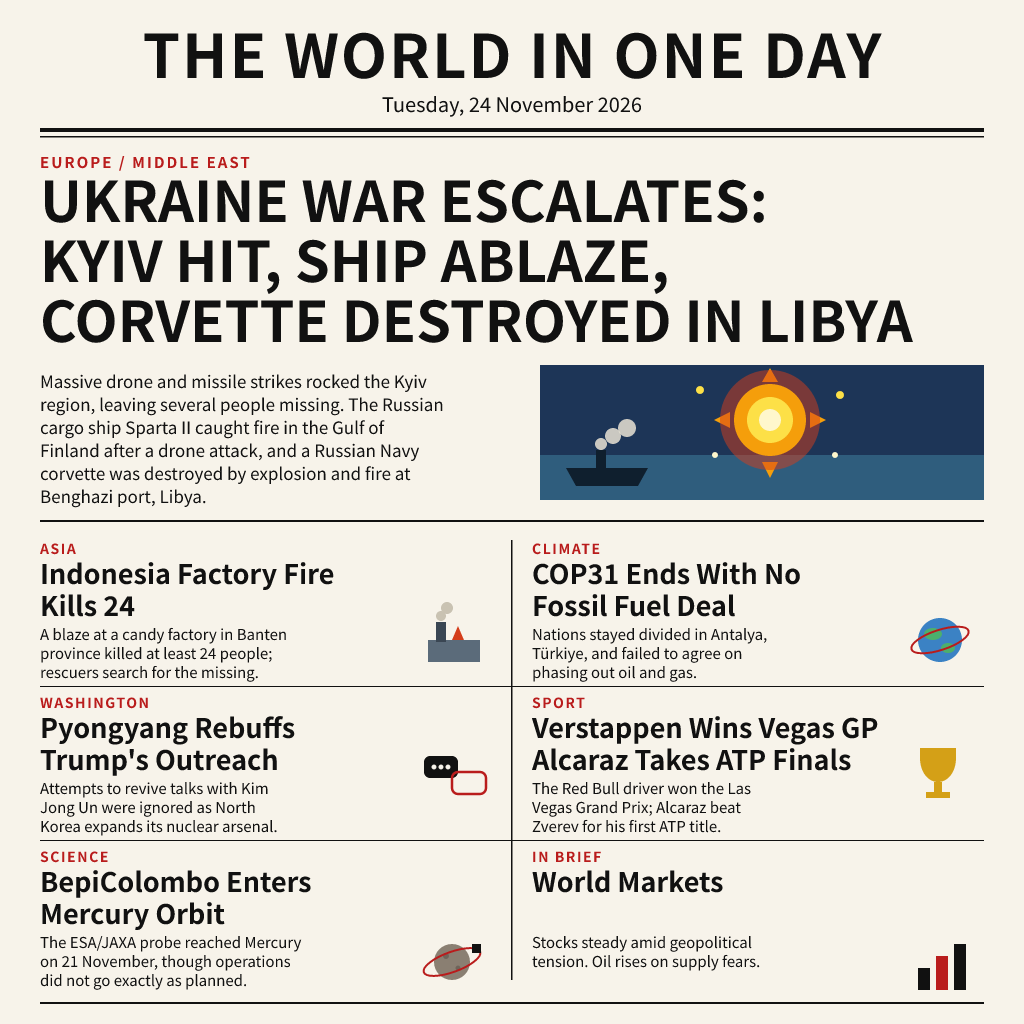 THE WORLD IN ONE DAY
Tuesday, 24 November 2026
EUROPE / MIDDLE EAST
UKRAINE WAR ESCALATES:
KYIV HIT, SHIP ABLAZE,
CORVETTE DESTROYED IN LIBYA
Massive drone and missile strikes rocked the Kyiv
region, leaving several people missing. The Russian
cargo ship Sparta II caught fire in the Gulf of
Finland after a drone attack, and a Russian Navy
corvette was destroyed by explosion and fire at
Benghazi port, Libya.
ASIA
Indonesia Factory Fire
Kills 24
A blaze at a candy factory in Banten
province killed at least 24 people;
rescuers search for the missing.
CLIMATE
COP31 Ends With No
Fossil Fuel Deal
Nations stayed divided in Antalya,
Türkiye, and failed to agree on
phasing out oil and gas.
WASHINGTON
Pyongyang Rebuffs
Trump's Outreach
Attempts to revive talks with Kim
Jong Un were ignored as North
Korea expands its nuclear arsenal.
SPORT
Verstappen Wins Vegas GP
Alcaraz Takes ATP Finals
The Red Bull driver won the Las
Vegas Grand Prix; Alcaraz beat
Zverev for his first ATP title.
SCIENCE
BepiColombo Enters
Mercury Orbit
The ESA/JAXA probe reached Mercury
on 21 November, though operations
did not go exactly as planned.
IN BRIEF
World Markets
Stocks steady amid geopolitical
tension. Oil rises on supply fears.